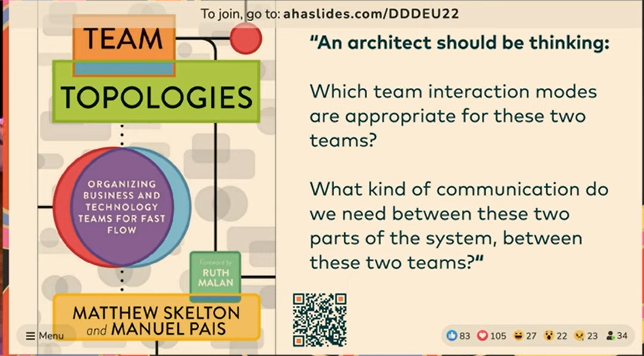 To join, go to: ahaslides.com/DDDEU22
TEAM
TOPOLOGIES
ORGANIZING
BUSINESS AND
TECHNOLOGY
TEAMS FOR FAST
FLOW
Foreword by
RUTH
MALAN
MATTHEW SKELTON
and MANUEL PAIS
“An architect should be thinking:
Which team interaction modes
are appropriate for these two
teams?
What kind of communication do
we need between these two
parts of the system, between
these two teams?“
Menu
83 105 27 22 23 34